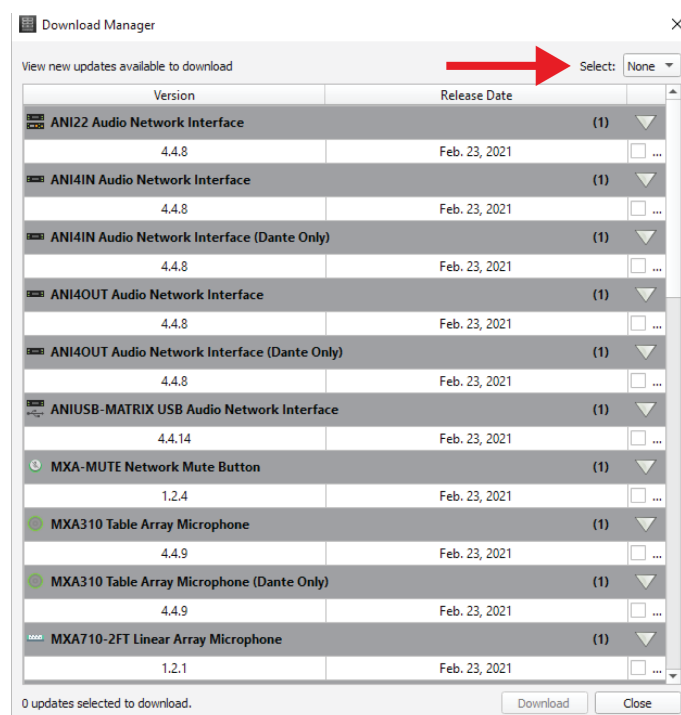 Download Manager
View new updates available to download Select: None
Version Release Date
ANI22 Audio Network Interface (1)
4.4.8 Feb. 23, 2021 ...
ANI4IN Audio Network Interface (1)
4.4.8 Feb. 23, 2021 ...
ANI4IN Audio Network Interface (Dante Only) (1)
4.4.8 Feb. 23, 2021 ...
ANI4OUT Audio Network Interface (1)
4.4.8 Feb. 23, 2021 ...
ANI4OUT Audio Network Interface (Dante Only) (1)
4.4.8 Feb. 23, 2021 ...
ANIUSB-MATRIX USB Audio Network Interface (1)
4.4.14 Feb. 23, 2021 ...
MXA-MUTE Network Mute Button (1)
1.2.4 Feb. 23, 2021 ...
MXA310 Table Array Microphone (1)
4.4.9 Feb. 23, 2021 ...
MXA310 Table Array Microphone (Dante Only) (1)
4.4.9 Feb. 23, 2021 ...
MXA710-2FT Linear Array Microphone (1)
1.2.1 Feb. 23, 2021 ...
0 updates selected to download. Download Close